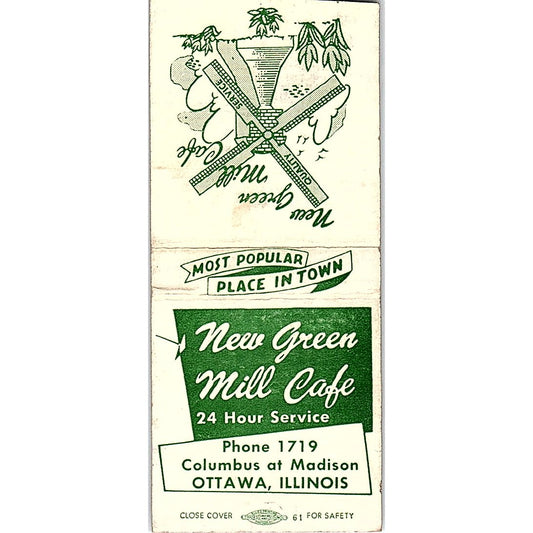 New Green
Mill
Cafe
QUALITY
SERVICE
MOST POPULAR
PLACE IN TOWN
New Green
Mill Cafe
24 Hour Service
Phone 1719
Columbus at Madison
OTTAWA, ILLINOIS
CLOSE COVER 61 FOR SAFETY